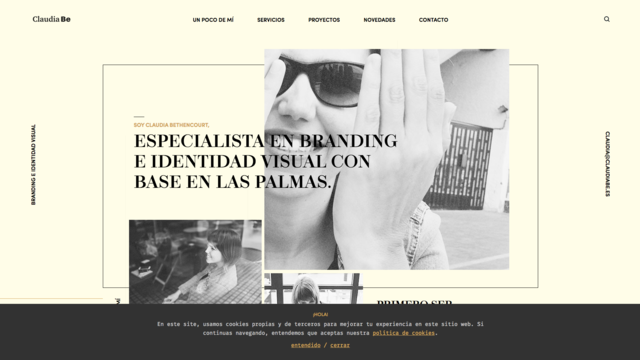 Claudia Be
UN POCO DE MÍ
SERVICIOS
PROYECTOS
NOVEDADES
CONTACTO
BRANDING E IDENTIDAD VISUAL
SOY CLAUDIA BETHENCOURT,
ESPECIALISTA EN BRANDING
E IDENTIDAD VISUAL CON
BASE EN LAS PALMAS.
CLAUDIA@CLAUDIABE.ES
PRIMERO SER
¡HOLA!
En este site, usamos cookies propias y de terceros para mejorar tu experiencia en este sitio web. Si
continuas navegando, entendemos que aceptas nuestra política de cookies.
entendido / cerrar